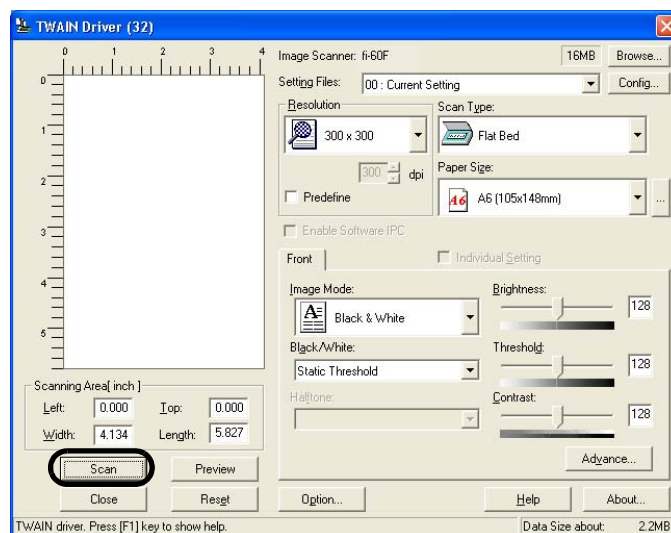 TWAIN Driver (32)
0 1 2 3 4
0
1
2
3
4
5
Image Scanner: fi-60F 16MB Browse...
Setting Files: 00 : Current Setting Config...
Resolution
300 x 300
300 dpi
Predefine
Scan Type:
Flat Bed
Paper Size:
A6 A6 (105x148mm) ...
Enable Software IPC
Front Individual Setting
Image Mode:
Black & White
Black/White:
Static Threshold
Halftone:
Brightness:
128
Threshold:
128
Contrast:
128
Advance...
Scanning Area[ inch ]
Left: 0.000 Top: 0.000
Width: 4.134 Length: 5.827
Scan Preview
Close Reset Option... Help About...
TWAIN driver. Press [F1] key to show help. Data Size about: 2.2MB